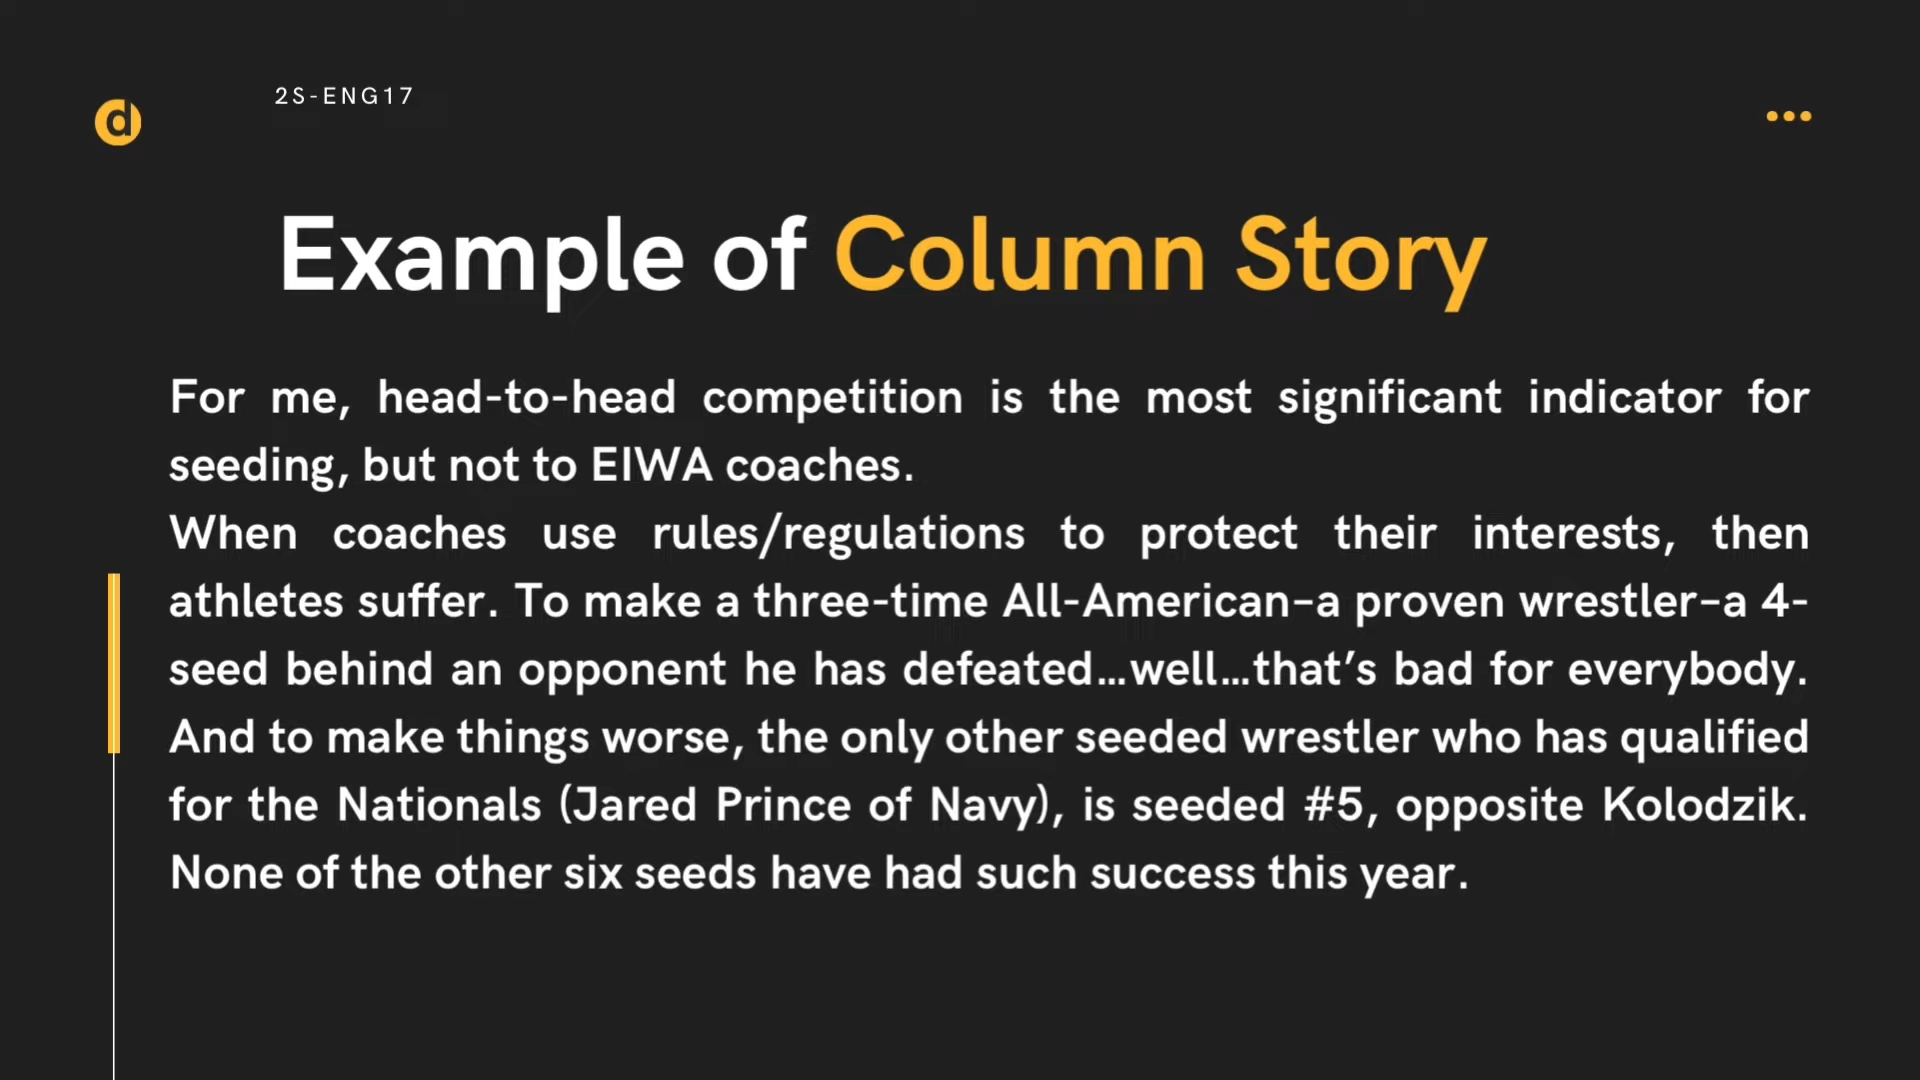 2S-ENG17
d
Example of Column Story
For me, head-to-head competition is the most significant indicator for
seeding, but not to EIWA coaches.
When coaches use rules/regulations to protect their interests, then
athletes suffer. To make a three-time All-American–a proven wrestler–a 4-
seed behind an opponent he has defeated…well…that’s bad for everybody.
And to make things worse, the only other seeded wrestler who has qualified
for the Nationals (Jared Prince of Navy), is seeded #5, opposite Kolodzik.
None of the other six seeds have had such success this year.